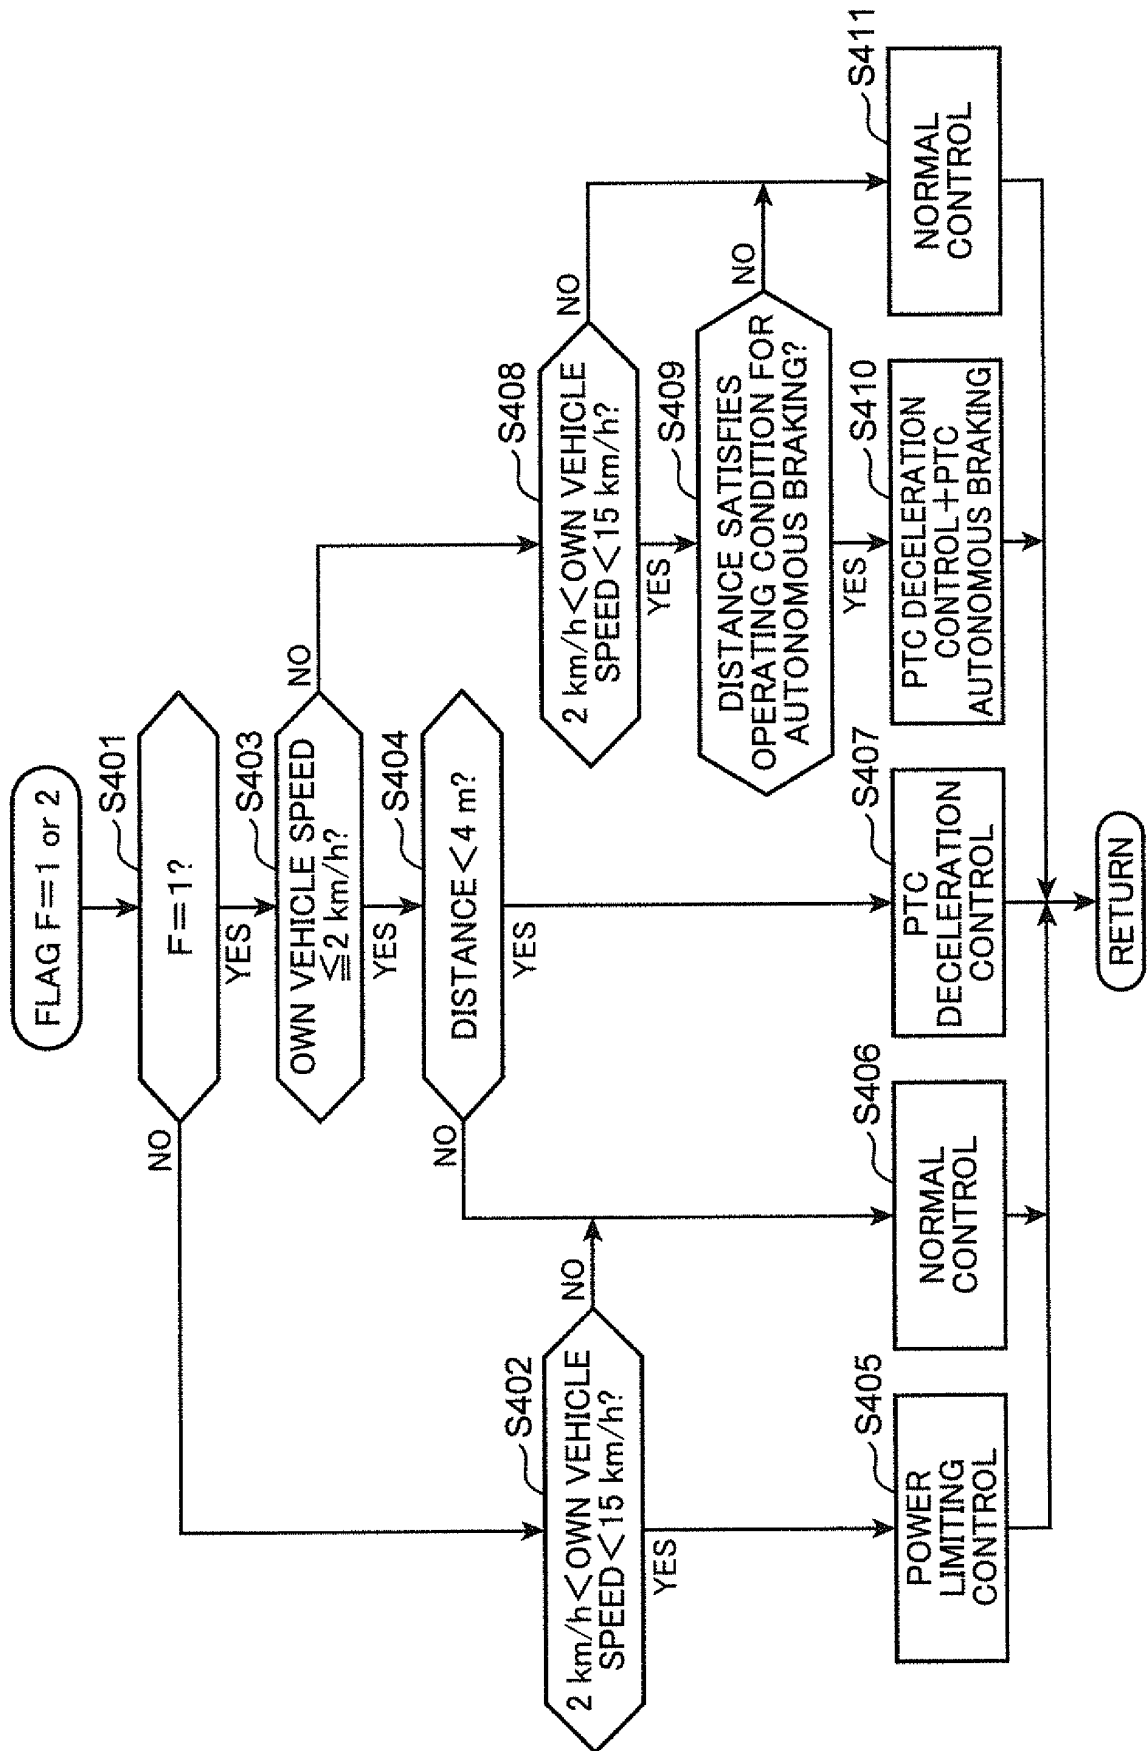 FLAG F=1 or 2
S401
F=1?
NO
YES
S403
OWN VEHICLE SPEED
≦2 km/h?
NO
YES
S404
DISTANCE<4 m?
NO
YES
S402
2 km/h<OWN VEHICLE
SPEED<15 km/h?
NO
YES
S408
2 km/h<OWN VEHICLE
SPEED<15 km/h?
NO
YES
S409
DISTANCE SATISFIES
OPERATING CONDITION FOR
AUTONOMOUS BRAKING?
NO
YES
S405
POWER
LIMITING
CONTROL
S406
NORMAL
CONTROL
S407
PTC
DECELERATION
CONTROL
S410
PTC DECELERATION
CONTROL+PTC
AUTONOMOUS BRAKING
S411
NORMAL
CONTROL
RETURN